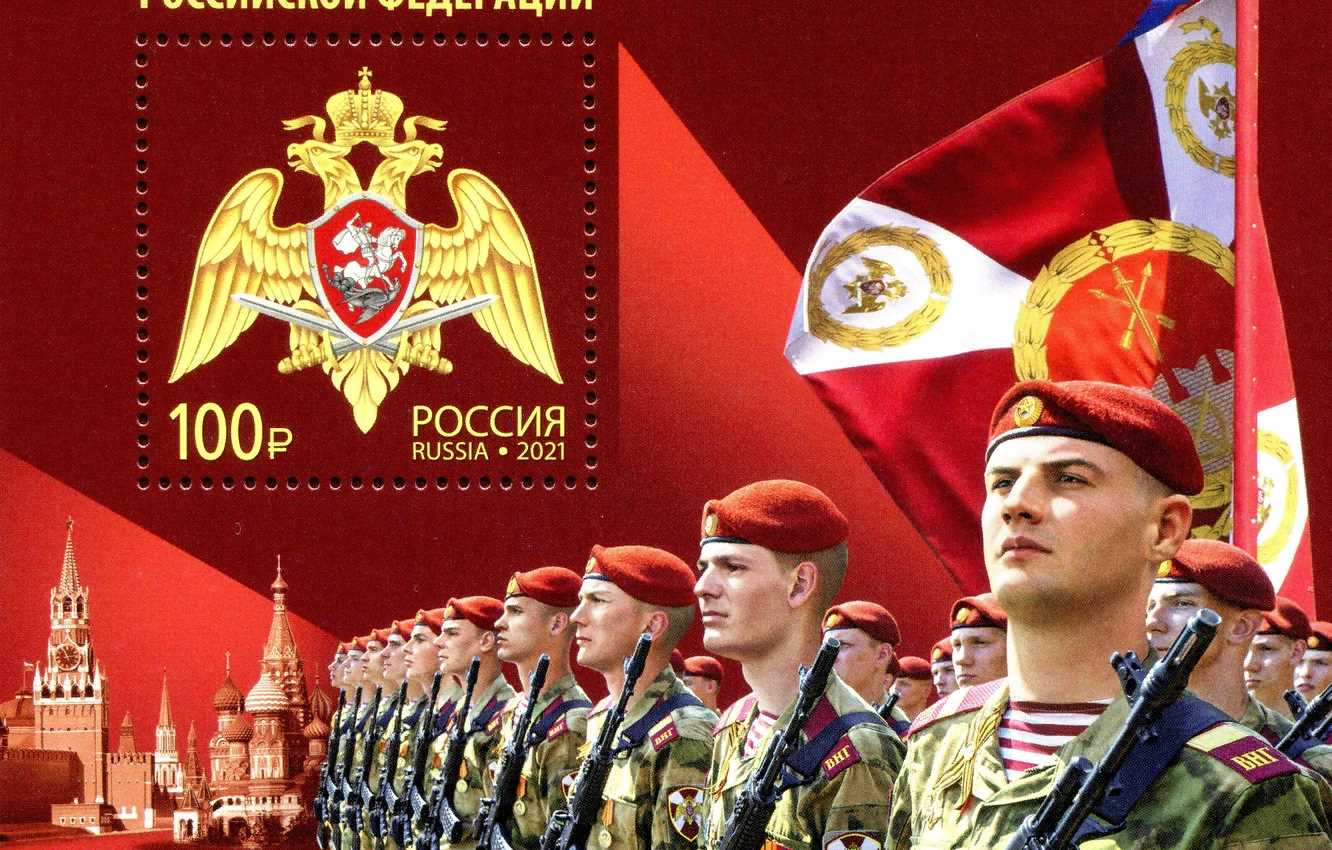 РОССИЙСКОЙ ФЕДЕРАЦИИ
100₽
РОССИЯ
RUSSIA • 2021
ВНГ
ВНГ
ВНГ